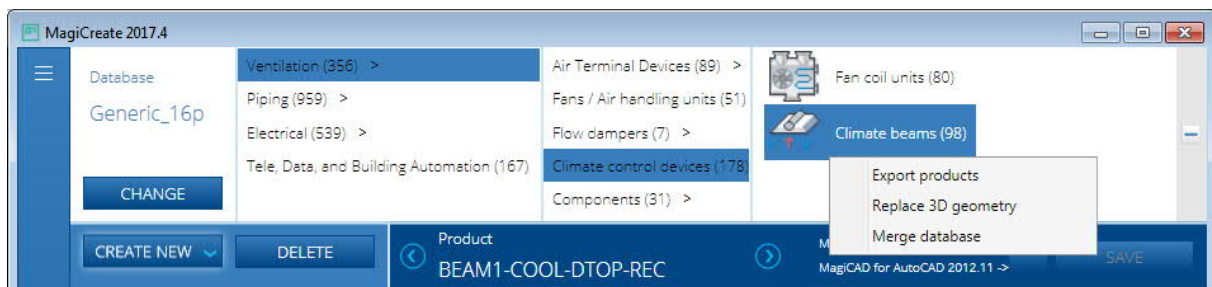 MagiCreate 2017.4
Database
Generic_16p
CHANGE
Ventilation (356) >
Piping (959) >
Electrical (539) >
Tele, Data, and Building Automation (167)
Air Terminal Devices (89) >
Fans / Air handling units (51)
Flow dampers (7) >
Climate control devices (178)
Components (31) >
Fan coil units (80)
Climate beams (98)
Export products
Replace 3D geometry
Merge database
CREATE NEW
DELETE
Product
BEAM1-COOL-DTOP-REC
MagiCAD for AutoCAD 2012.11 ->
SAVE